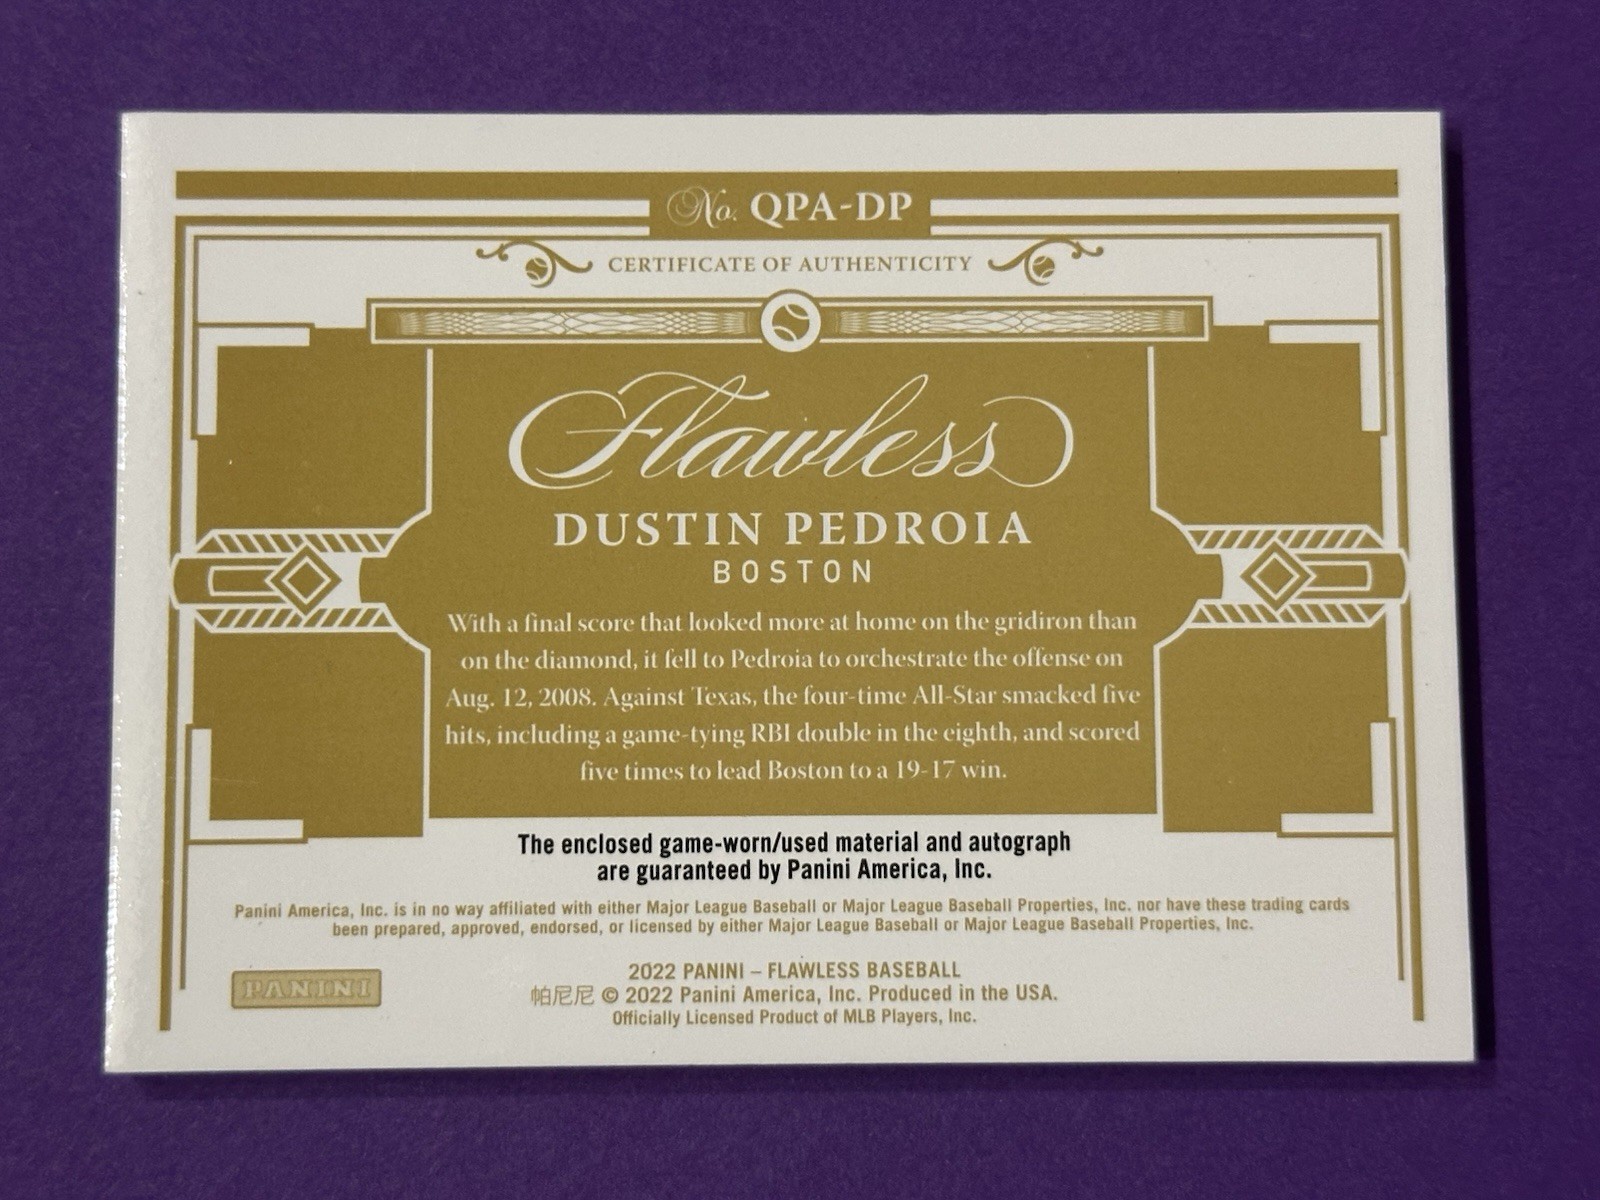 No. QPA-DP
CERTIFICATE OF AUTHENTICITY
Flawless
DUSTIN PEDROIA
BOSTON
With a final score that looked more at home on the gridiron than
on the diamond, it fell to Pedroia to orchestrate the offense on
Aug. 12, 2008. Against Texas, the four-time All-Star smacked five
hits, including a game-tying RBI double in the eighth, and scored
five times to lead Boston to a 19-17 win.
The enclosed game-worn/used material and autograph
are guaranteed by Panini America, Inc.
Panini America, Inc. is in no way affiliated with either Major League Baseball or Major League Baseball Properties, Inc. nor have these trading cards
been prepared, approved, endorsed, or licensed by either Major League Baseball or Major League Baseball Properties, Inc.
PANINI
2022 PANINI – FLAWLESS BASEBALL
帕尼尼 © 2022 Panini America, Inc. Produced in the USA.
Officially Licensed Product of MLB Players, Inc.